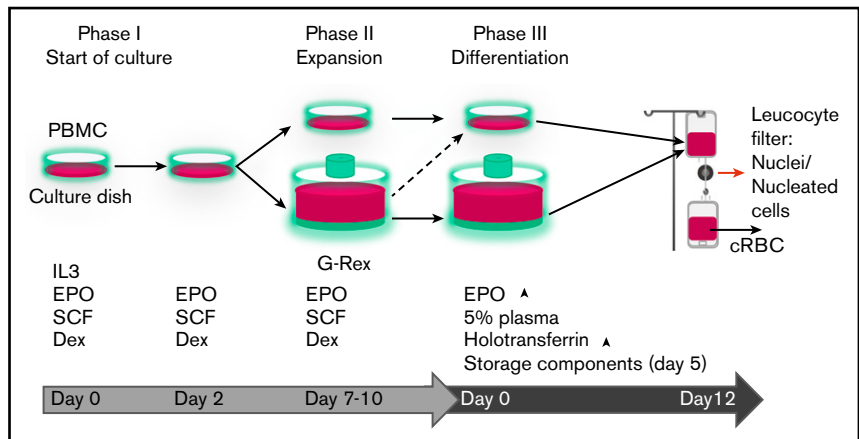 Phase I
Start of culture
Phase II
Expansion
Phase III
Differentiation
PBMC
Culture dish
G-Rex
Leucocyte
filter:
Nuclei/
Nucleated
cells
cRBC
IL3
EPO
SCF
Dex
EPO
SCF
Dex
EPO
SCF
Dex
EPO
5% plasma
Holotransferrin
Storage components (day 5)
Day 0
Day 2
Day 7-10
Day 0
Day12